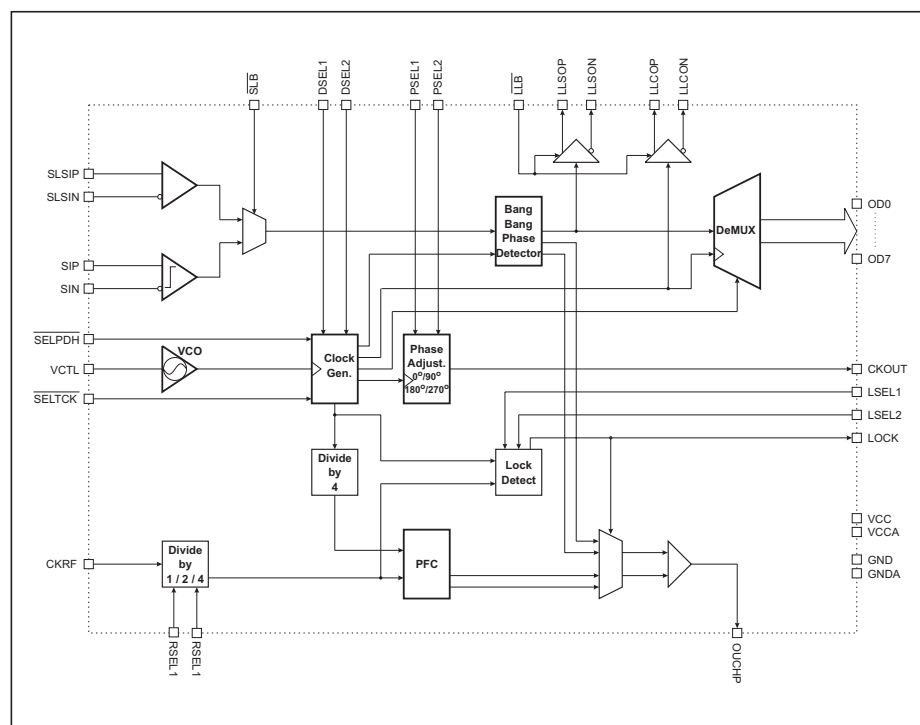 SLB
DSEL1
DSEL2
PSEL1
PSEL2
LLB
LLSOP
LLSON
LLCOP
LLCON
SLSIP
SLSIN
SIP
SIN
SELPDH
VCTL
SELTCK
CKRF
VCO
Bang
Bang
Phase
Detector
DeMUX
Clock
Gen.
Phase
Adjust.
0°/90°
180°/270°
Divide
by
4
Lock
Detect
Divide
by
1 / 2 / 4
PFC
OD0
OD7
CKOUT
LSEL1
LSEL2
LOCK
VCC
VCCA
GND
GNDA
RSEL1
RSEL1
OUCHP